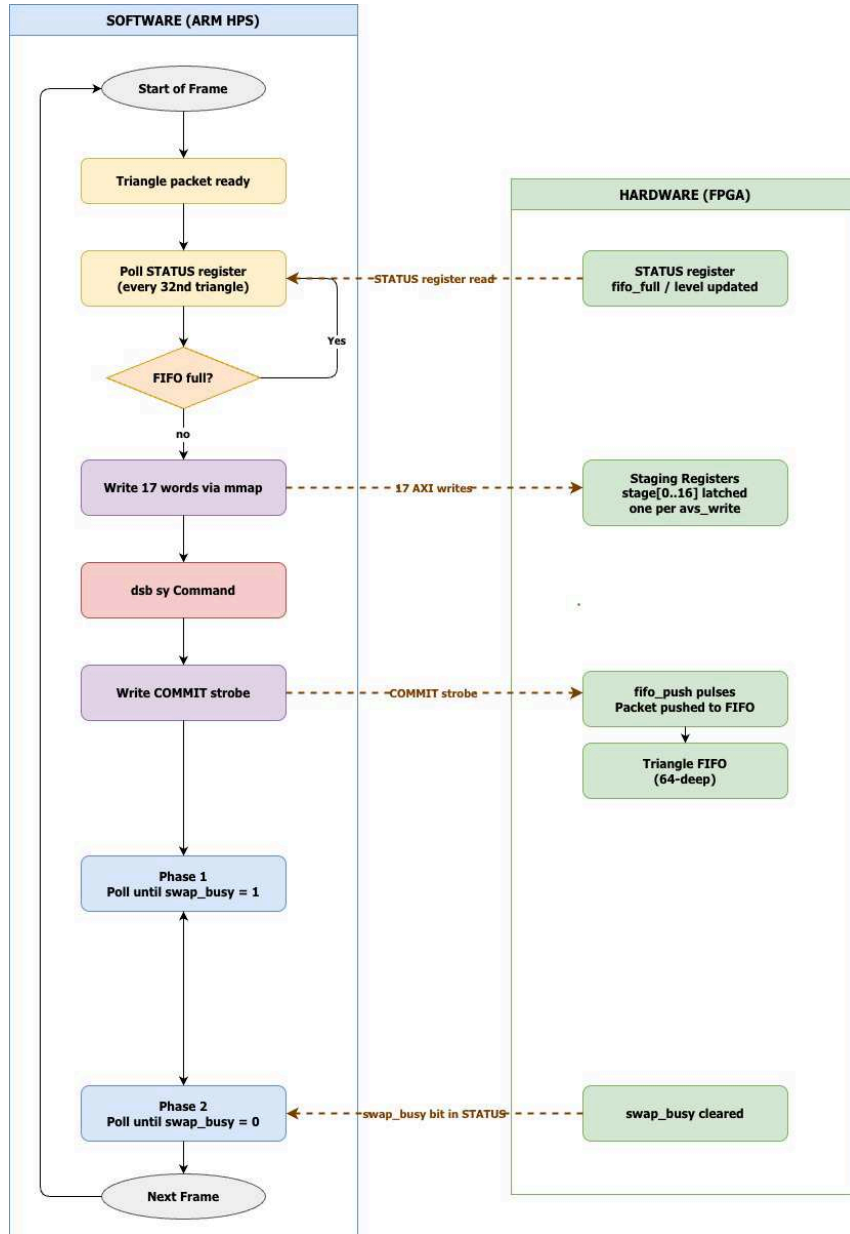 SOFTWARE (ARM HPS)
Start of Frame
Triangle packet ready
HARDWARE (FPGA)
Poll STATUS register
(every 32nd triangle)
STATUS register read
STATUS register
fifo_full / level updated
Yes
FIFO full?
no
Write 17 words via mmap
17 AXI writes
Staging Registers
stage[0..16] latched
one per avs_write
dsb sy Command
Write COMMIT strobe
COMMIT strobe
fifo_push pulses
Packet pushed to FIFO
Triangle FIFO
(64-deep)
Phase 1
Poll until swap_busy = 1
Phase 2
Poll until swap_busy = 0
swap_busy bit in STATUS
swap_busy cleared
Next Frame